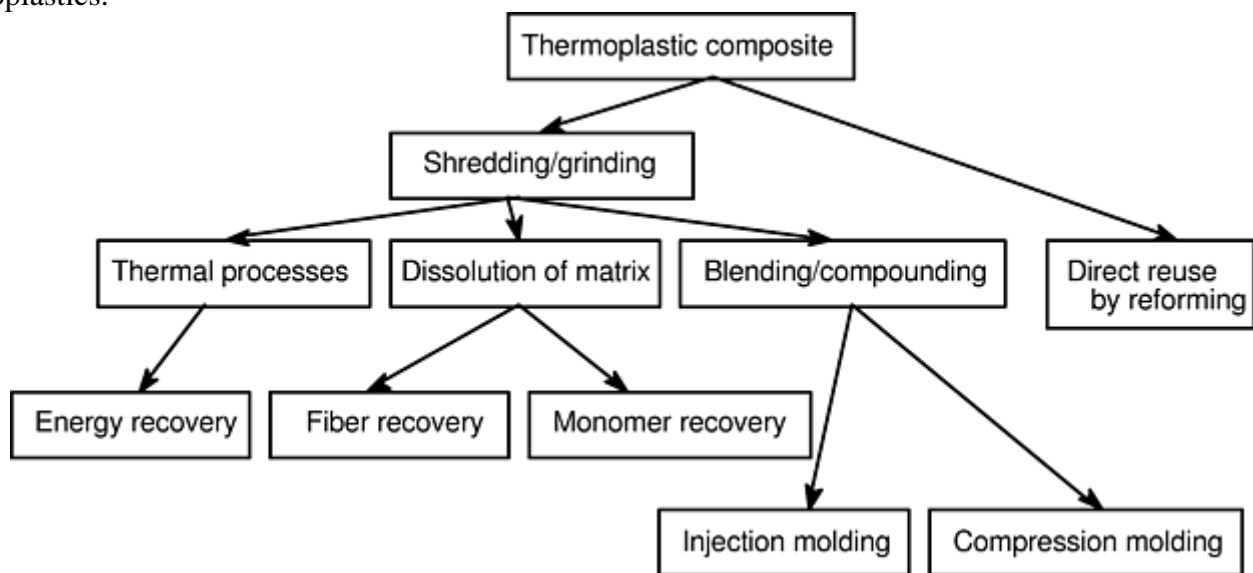 Thermoplastic composite
Shredding/grinding
Thermal processes
Dissolution of matrix
Blending/compounding
Direct reuse
by reforming
Energy recovery
Fiber recovery
Monomer recovery
Injection molding
Compression molding